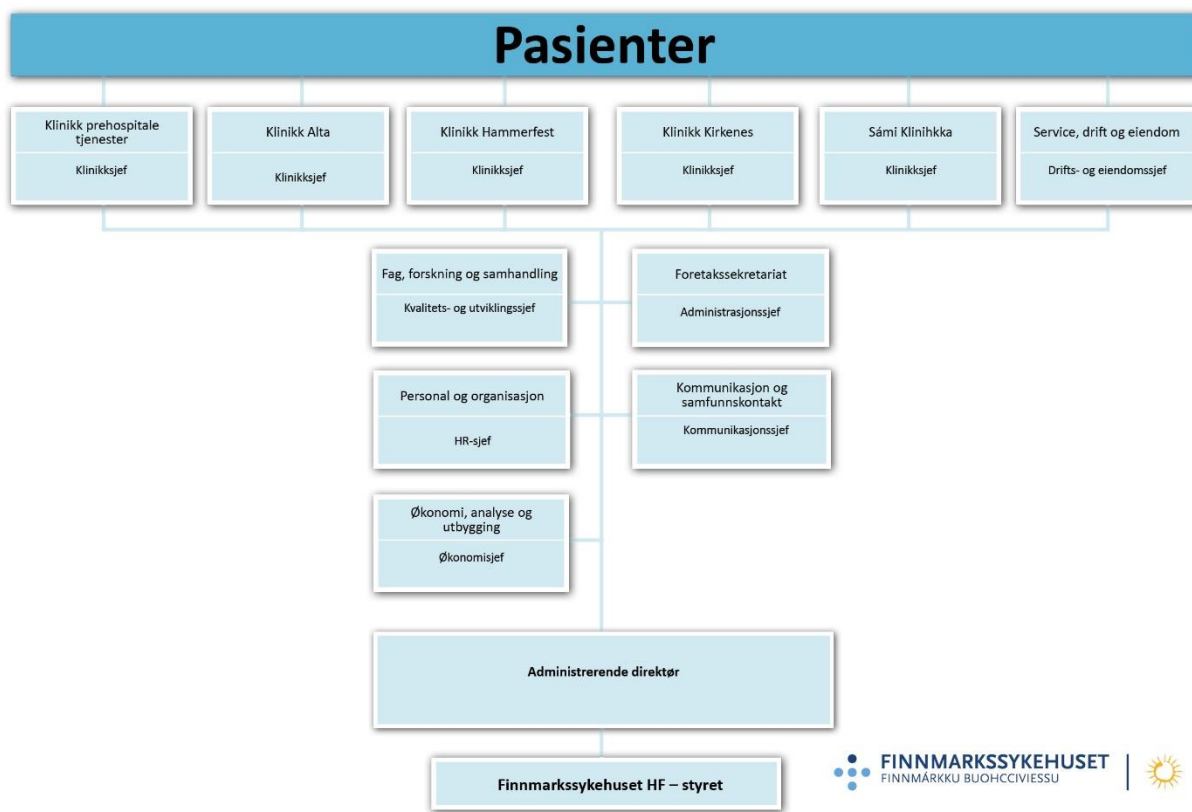 Pasienter
Klinikk prehospitale
tjenester
Klinikksjef
Klinikk Alta
Klinikksjef
Klinikk Hammerfest
Klinikksjef
Klinikk Kirkenes
Klinikksjef
Sámi Klinihkka
Klinikksjef
Service, drift og eiendom
Drifts- og eiendomssjef
Fag, forskning og samhandling
Kvalitets- og utviklingssjef
Foretakssekretariat
Administrasjonssjef
Personal og organisasjon
HR-sjef
Kommunikasjon og
samfunnskontakt
Kommunikasjonssjef
Økonomi, analyse og
utbygging
Økonomisjef
Administrerende direktør
Finnmarkssykehuset HF – styret
FINNMARKSSYKEHUSET
FINNMÁRKKU BUOHCCIVIESSU